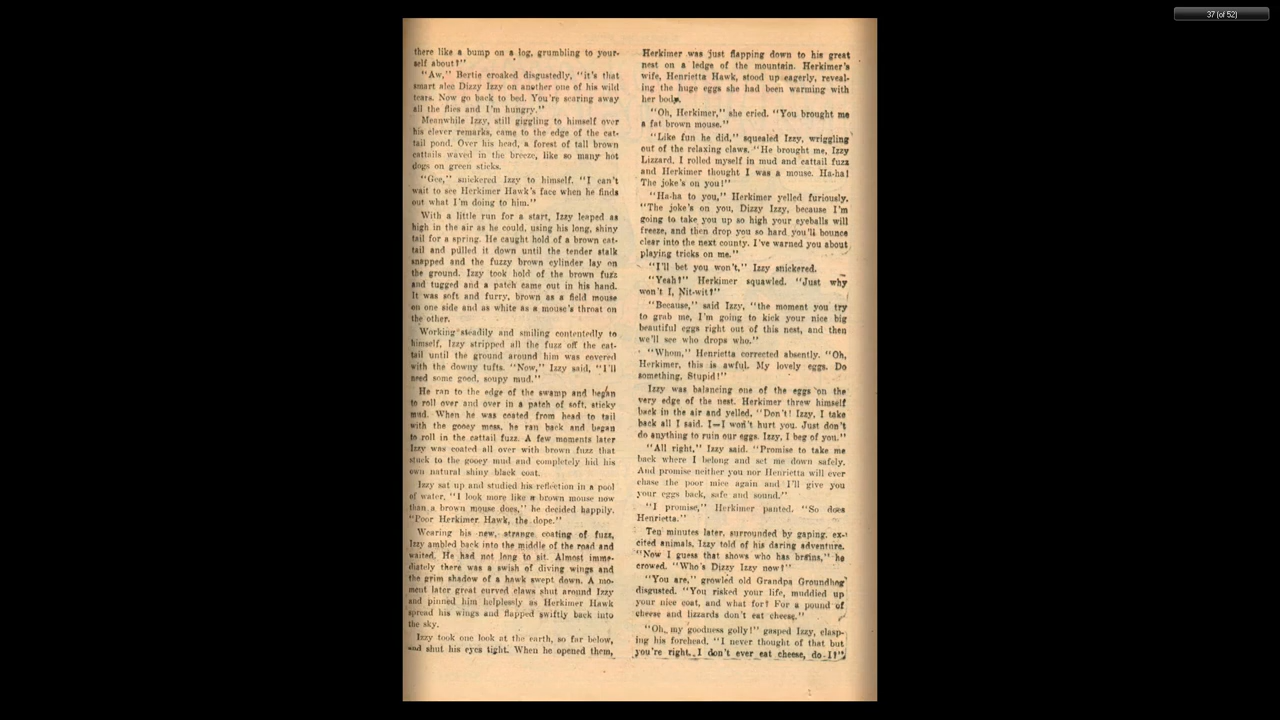 37 (of 52)
there like a bump on a log, grumbling to your-
self about?"
"Aw," Bertie croaked disgustedly, "it's that
smart alec Dizzy Izzy on another one of his wild
tears. Now go back to bed. You're scaring away
all the flies and I'm hungry."
Meanwhile Izzy, still giggling to himself over
his clever remarks, came to the edge of the cat-
tail pond. Over his head, a forest of tall brown
cattails waved in the breeze, like so many hot
dogs on green sticks.
"Gee," snickered Izzy to himself. "I can't
wait to see Herkimer Hawk's face when he finds
out what I'm doing to him."
With a little run for a start, Izzy leaped as
high in the air as he could, using his long, shiny
tail for a spring. He caught hold of a brown cat-
tail and pulled it down until the tender stalk
snapped and the fuzzy brown cylinder lay on
the ground. Izzy took hold of the brown fuzz
and tugged and a patch came out in his hand.
It was soft and furry, brown as a field mouse
on one side and as white as a mouse's throat on
the other.
Working steadily and smiling contentedly to
himself, Izzy stripped all the fuzz off the cat-
tail until the ground around him was covered
with the downy tufts. "Now," Izzy said, "I'll
need some good, soupy mud."
He ran to the edge of the swamp and began
to roll over and over in a patch of soft, sticky
mud. When he was coated from head to tail
with the gooey mess, he ran back and began
to roll in the cattail fuzz. A few moments later
Izzy was coated all over with brown fuzz that
stuck to the gooey mud and completely hid his
own natural shiny black coat.
Izzy sat up and studied his reflection in a pool
of water, "I look more like a brown mouse now
than a brown mouse does," he decided happily.
"Poor Herkimer Hawk, the dope."
Wearing his new, strange coating of fuzz,
Izzy ambled back into the middle of the road and
waited. He had not long to sit. Almost imme-
diately there was a swish of diving wings and
the grim shadow of a hawk swept down. A mo-
ment later great curved claws shut around Izzy
and pinned him helplessly as Herkimer Hawk
spread his wings and flapped swiftly back into
the sky.
Izzy took one look at the earth, so far below,
and shut his eyes tight. When he opened them,
Herkimer was just flapping down to his great
nest on a ledge of the mountain. Herkimer's
wife, Henrietta Hawk, stood up eagerly, reveal-
ing the huge eggs she had been warming with
her body.
"Oh, Herkimer," she cried. "You brought me
a fat brown mouse."
"Like fun he did," squealed Izzy, wriggling
out of the relaxing claws. "He brought me, Izzy
Lizzard. I rolled myself in mud and cattail fuzz
and Herkimer thought I was a mouse. Ha-ha!
The joke's on you!"
"Ha-ha to you," Herkimer yelled furiously.
"The joke's on you, Dizzy Izzy, because I'm
going to take you up so high your eyeballs will
freeze, and then drop you so hard you'll bounce
clear into the next county. I've warned you about
playing tricks on me."
"I'll bet you won't," Izzy snickered.
"Yeah?" Herkimer squawled. "Just why
won't I, Nit-wit?"
"Because," said Izzy, "the moment you try
to grab me, I'm going to kick your nice big
beautiful eggs right out of this nest, and then
we'll see who drops who."
"Whom," Henrietta corrected absently. "Oh,
Herkimer, this is awful. My lovely eggs. Do
something, Stupid!"
Izzy was balancing one of the eggs on the
very edge of the nest. Herkimer threw himself
back in the air and yelled, "Don't! Izzy, I take
back all I said. I—I won't hurt you. Just don't
do anything to ruin our eggs. Izzy, I beg of you."
"All right," Izzy said. "Promise to take me
back where I belong and set me down safely.
And promise neither you nor Henrietta will ever
chase the poor mice again and I'll give you
your eggs back, safe and sound."
"I promise," Herkimer panted. "So does
Henrietta."
Ten minutes later, surrounded by gaping, ex-
cited animals, Izzy told of his daring adventure.
"Now I guess that shows who has brains," he
crowed. "Who's Dizzy Izzy now?"
"You are," growled old Grandpa Groundhog
disgusted. "You risked your life, muddied up
your nice coat, and what for? For a pound of
cheese and lizzards don't eat cheese."
"Oh, my goodness golly!" gasped Izzy, clasp-
ing his forehead. "I never thought of that but
you're right. I don't ever eat cheese, do I?"